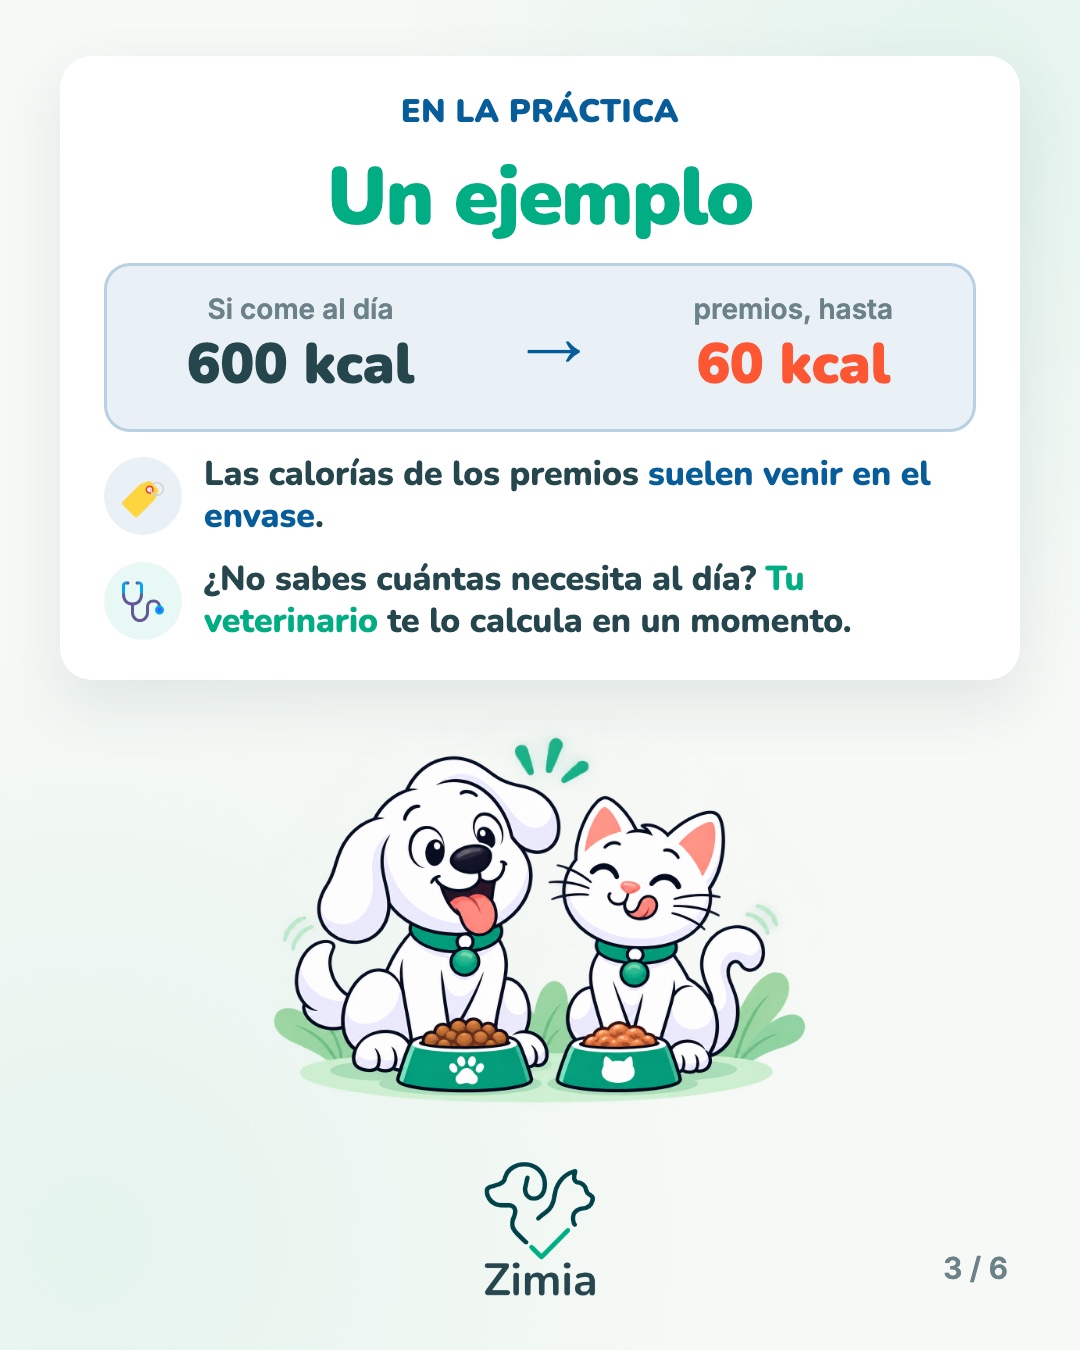 EN LA PRÁCTICA
Un ejemplo
Si come al día
600 kcal
→
premios, hasta
60 kcal
Las calorías de los premios suelen venir en el
envase.
¿No sabes cuántas necesita al día? Tu
veterinario te lo calcula en un momento.
Zimia
3 / 6